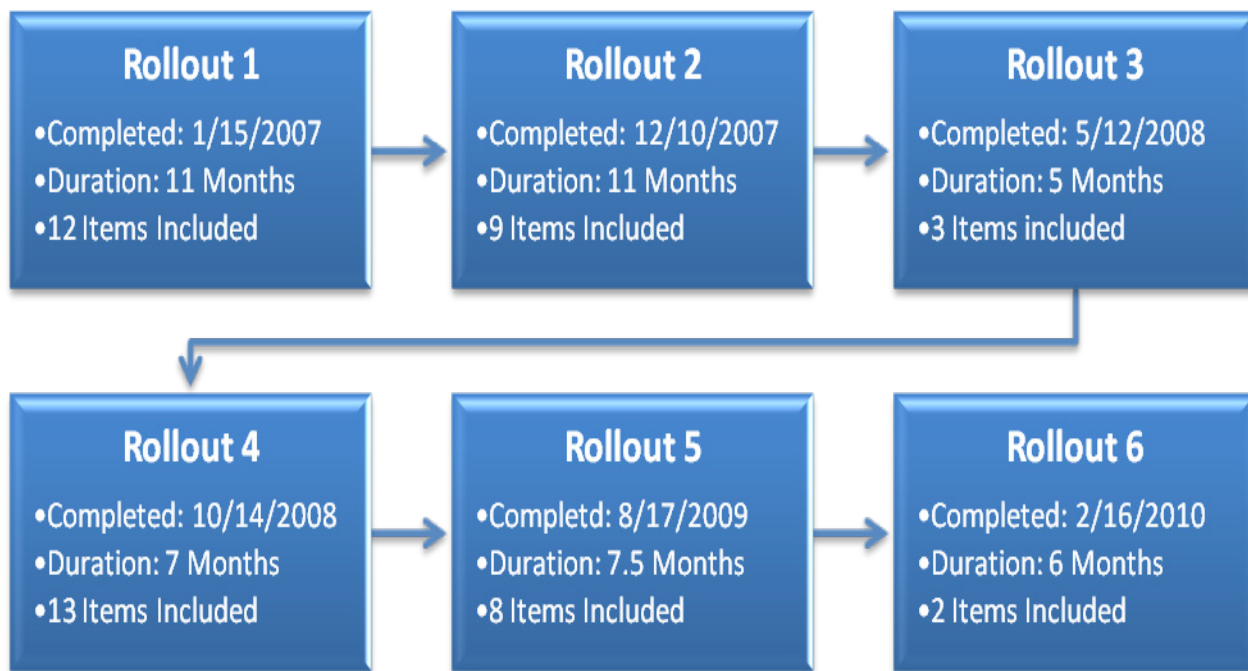 Rollout 1
•Completed: 1/15/2007
•Duration: 11 Months
•12 Items Included
Rollout 2
•Completed: 12/10/2007
•Duration: 11 Months
•9 Items Included
Rollout 3
•Completed: 5/12/2008
•Duration: 5 Months
•3 Items included
Rollout 4
•Completed: 10/14/2008
•Duration: 7 Months
•13 Items Included
Rollout 5
•Completd: 8/17/2009
•Duration: 7.5 Months
•8 Items Included
Rollout 6
•Completed: 2/16/2010
•Duration: 6 Months
•2 Items Included